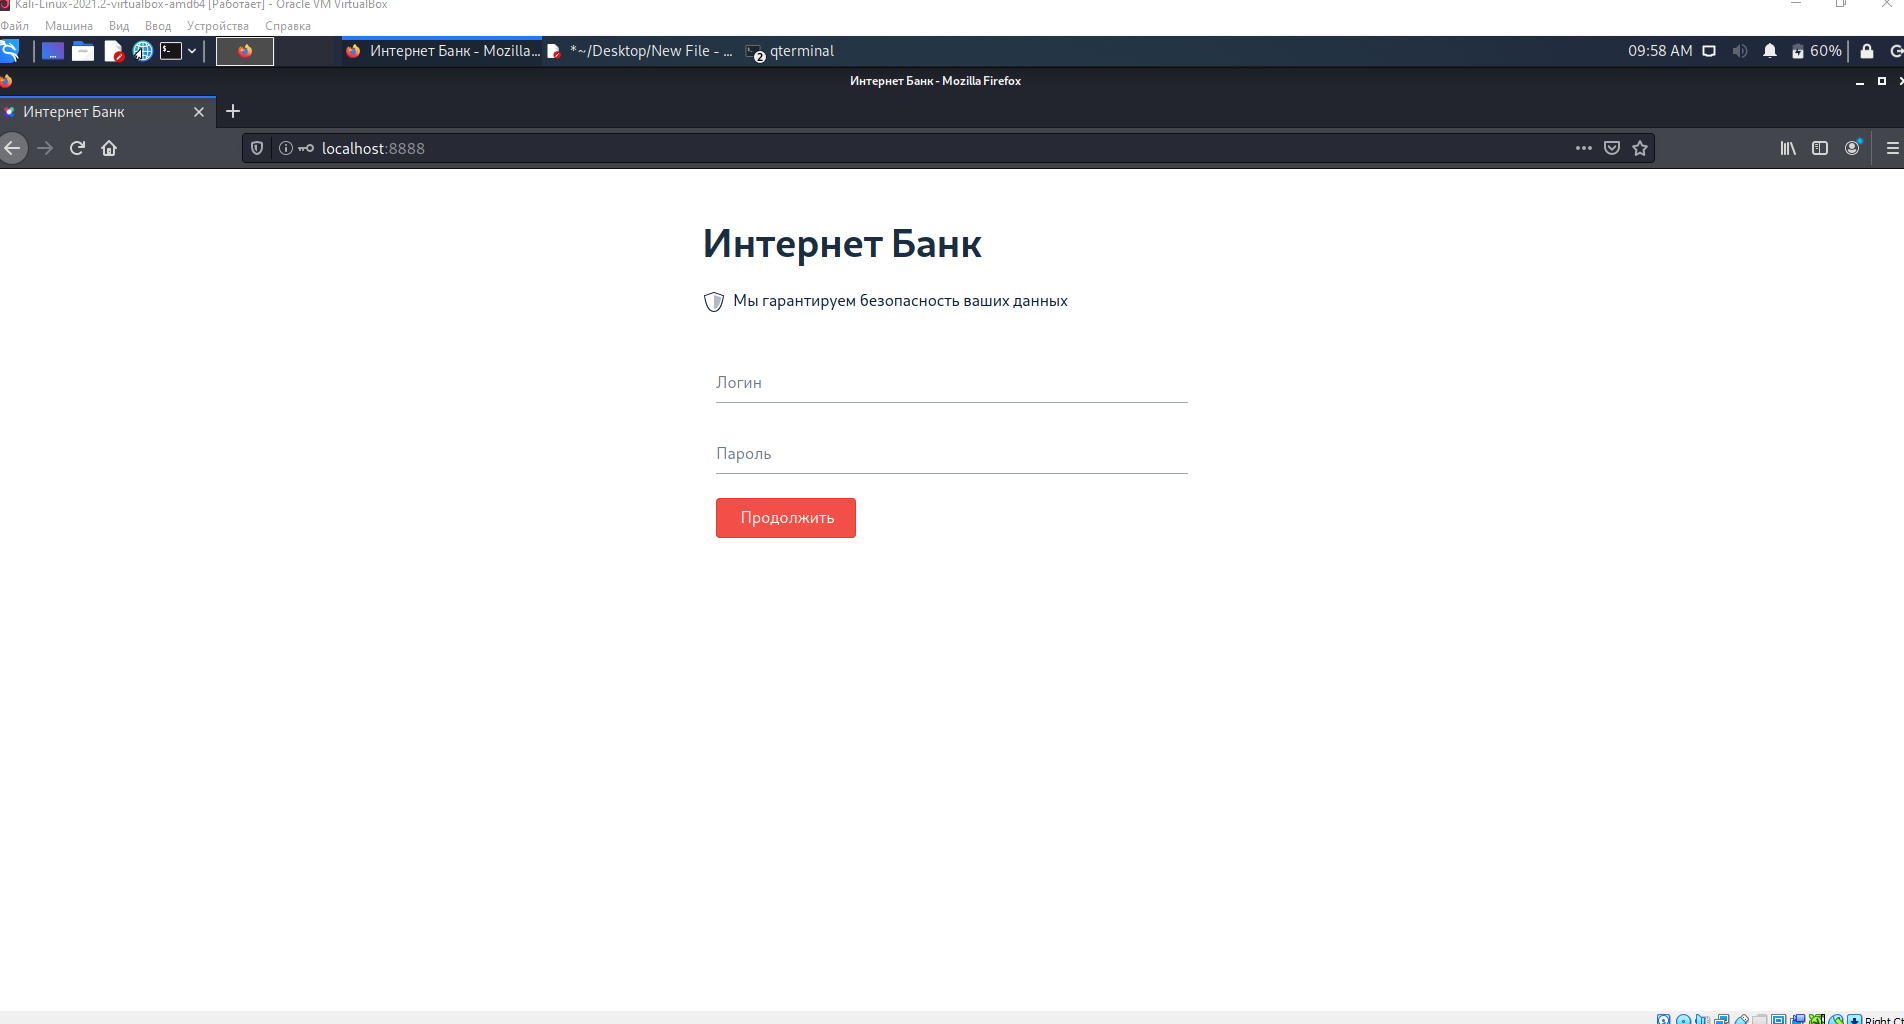 Kali-Linux-2021.2-virtualbox-amd64 [Работает] - Oracle VM VirtualBox
Файл Машина Вид Ввод Устройства Справка
Интернет Банк - Mozilla... *~/Desktop/New File - ... 2 qterminal 09:58 AM 60%
Интернет Банк - Mozilla Firefox
Интернет Банк
localhost:8888
Интернет Банк
Мы гарантируем безопасность ваших данных
Логин
Пароль
Продолжить
Right Ct